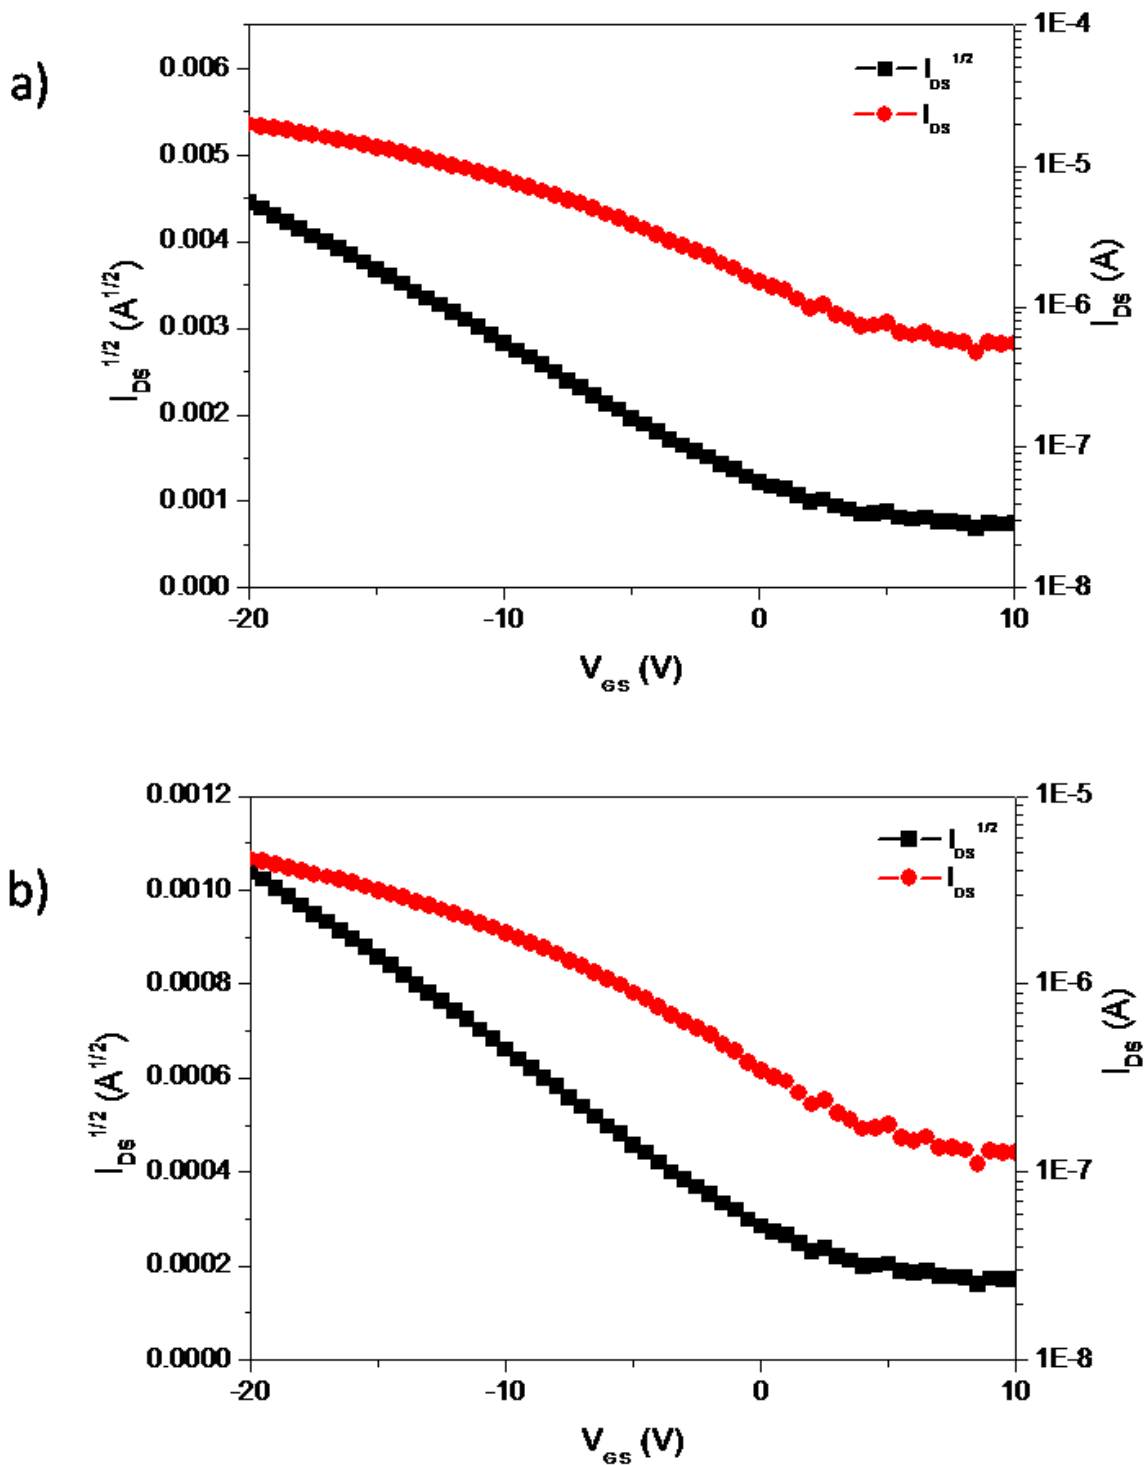 a)
I_DS^1/2 (A^1/2)
0.006
0.005
0.004
0.003
0.002
0.001
0.000
I_DS^1/2
I_DS
1E-4
1E-5
1E-6
1E-7
1E-8
I_DS (A)
-20 -10 0 10
V_GS (V)
b)
I_DS^1/2 (A^1/2)
0.0012
0.0010
0.0008
0.0006
0.0004
0.0002
0.0000
I_DS^1/2
I_DS
1E-5
1E-6
1E-7
1E-8
I_DS (A)
-20 -10 0 10
V_GS (V)